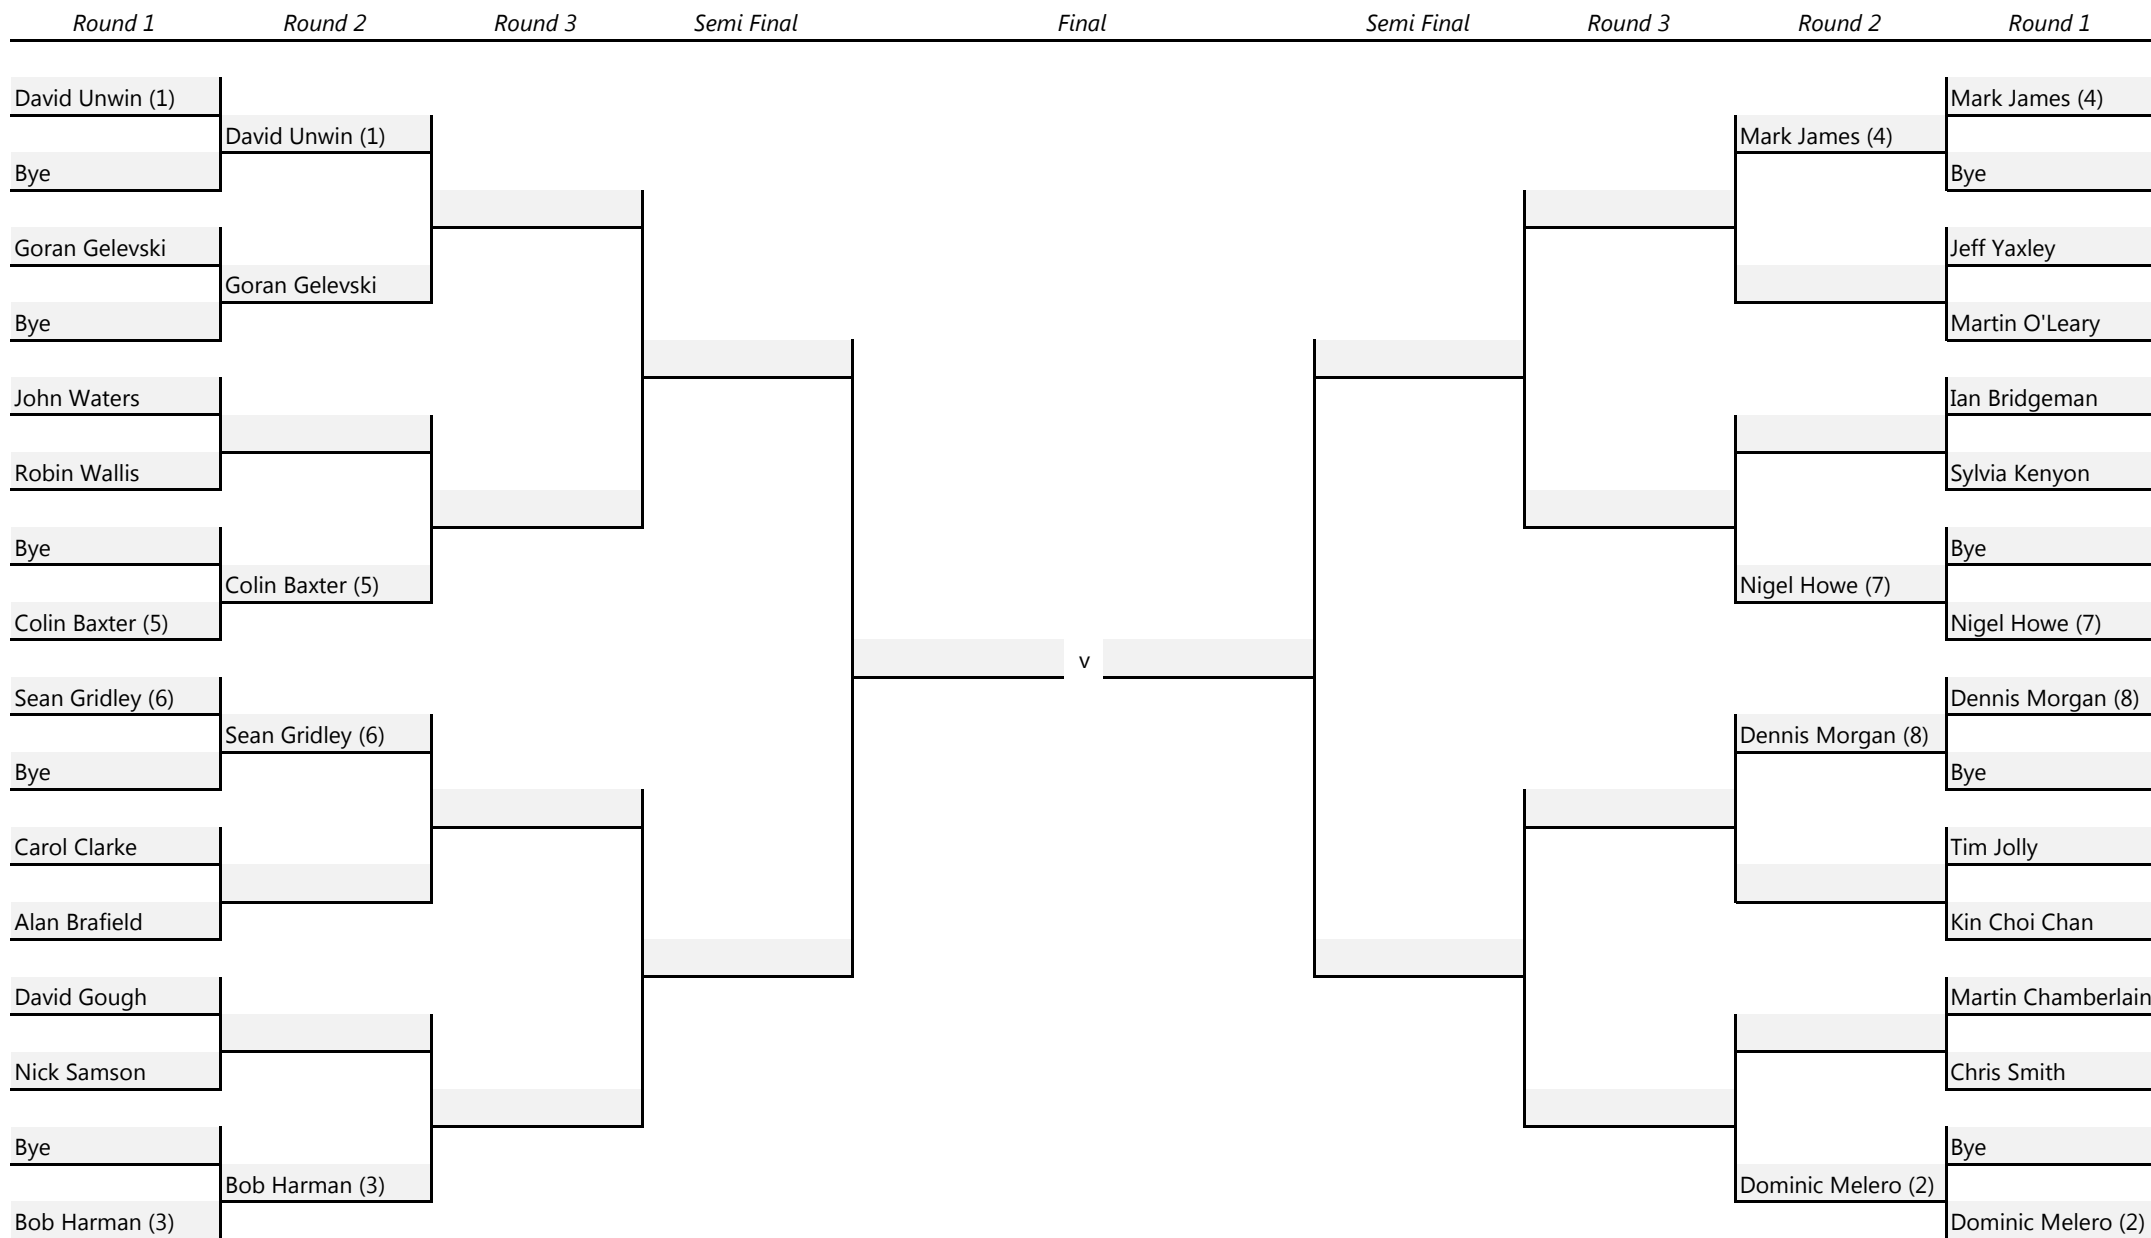 Round 1 Round 2 Round 3 Semi Final Final Semi Final Round 3 Round 2 Round 1
David Unwin (1) Mark James (4)
David Unwin (1) Mark James (4)
Bye Bye
Goran Gelevski Jeff Yaxley
Goran Gelevski
Bye Martin O'Leary
John Waters Ian Bridgeman
Robin Wallis Sylvia Kenyon
Bye Bye
Colin Baxter (5) Nigel Howe (7)
Colin Baxter (5) Nigel Howe (7)
v
Sean Gridley (6) Dennis Morgan (8)
Sean Gridley (6) Dennis Morgan (8)
Bye Bye
Carol Clarke Tim Jolly
Alan Brafield Kin Choi Chan
David Gough Martin Chamberlain
Nick Samson Chris Smith
Bye Bye
Bob Harman (3) Dominic Melero (2)
Bob Harman (3) Dominic Melero (2)